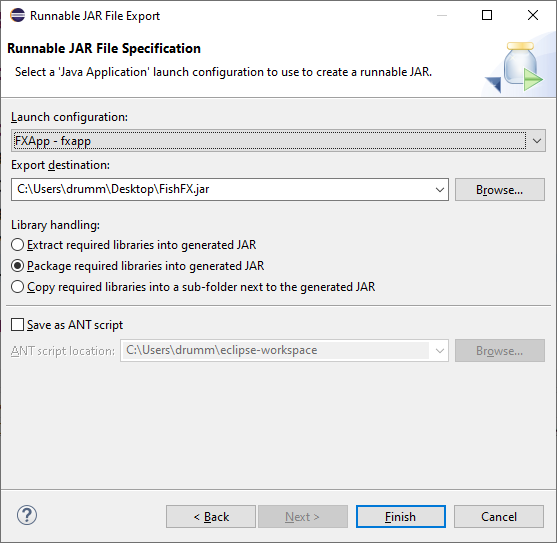 Runnable JAR File Export
Runnable JAR File Specification
Select a 'Java Application' launch configuration to use to create a runnable JAR.
Launch configuration:
FXApp - fxapp
Export destination:
C:\Users\drumm\Desktop\FishFX.jar
Browse...
Library handling:
Extract required libraries into generated JAR
Package required libraries into generated JAR
Copy required libraries into a sub-folder next to the generated JAR
Save as ANT script
ANT script location:
C:\Users\drumm\eclipse-workspace
Browse...
? < Back Next > Finish Cancel